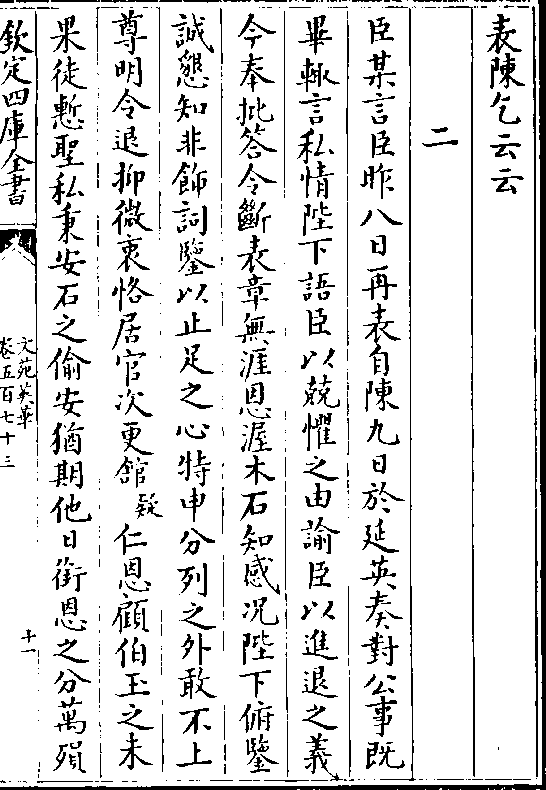 表陳乞云云
二
臣某言臣昨八日再表自陳九日於延英奏對公事既
畢輙言私情陛下語臣以兢懼之由諭臣以進退之義
今奉批答令斷表章無涯恩渥木石知感况陛下俯鑒
誠懇知非飾詞鑒以止足之心特申分列之外敢不上
尊明令退抑微衷恪居官次更館疑仁恩顧伯玉之未
果徒慙聖私秉安石之偷安猶期他日銜恩之分萬殞
欽定四庫全書
文苑英華
卷五百七十三
十一